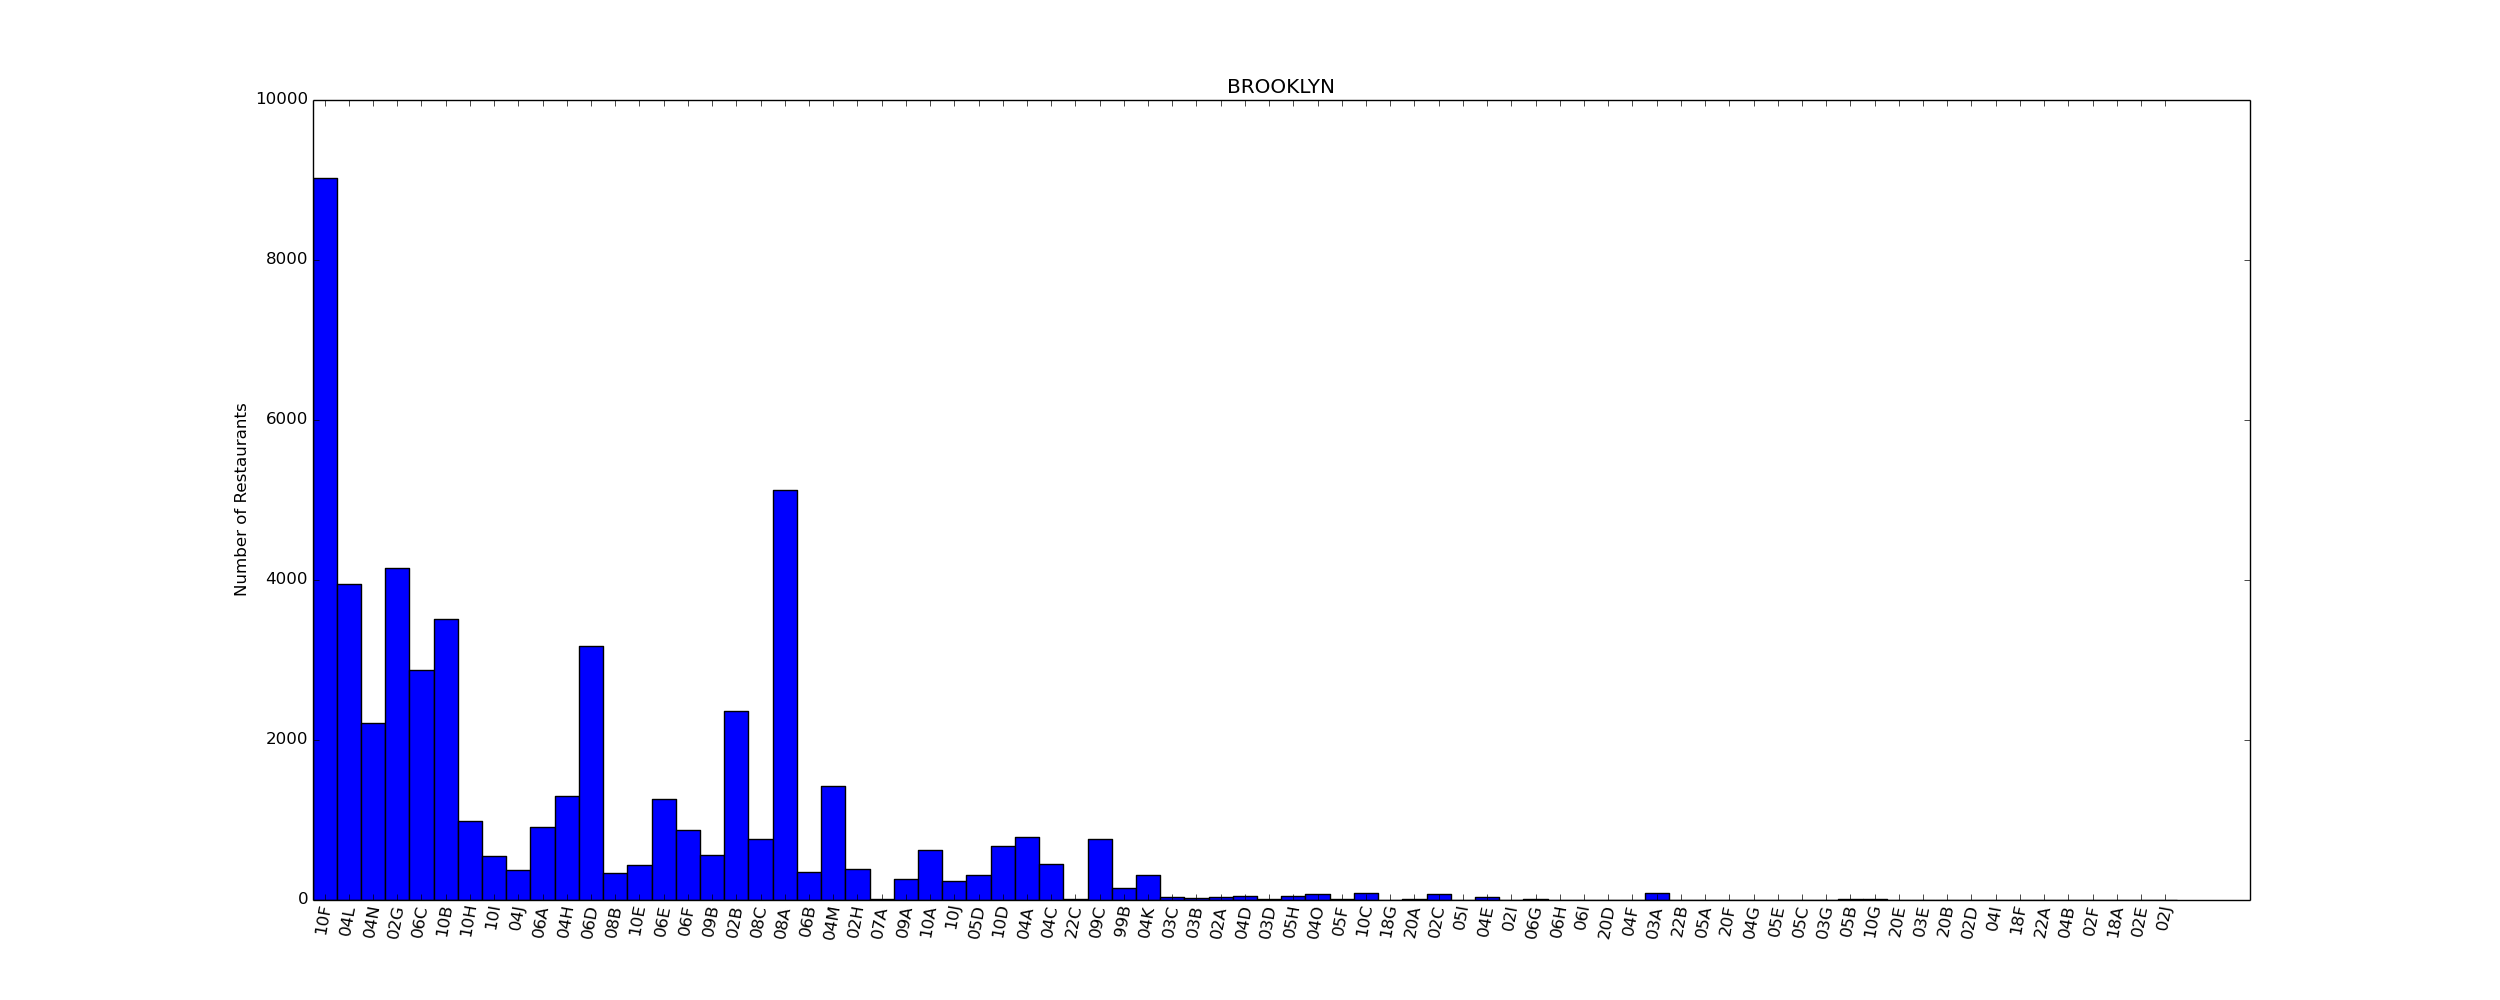 BROOKLYN
10000
8000
6000
4000
2000
0
Number of Restaurants
10F 04L 04N 02G 06C 10B 10H 10I 04J 06A 04H 06D 08B 10E 06E 06F 09B 02B 08C 08A 06B 04M 02H 07A 09A 10A 10J 05D 10D 04A 04C 22C 09C 99B 04K 03C 03B 02A 04D 03D 05H 04O 05F 10C 18G 20A 02C 05I 04E 02I 06G 06H 06I 20D 04F 03A 22B 05A 20F 04G 05E 05C 03G 05B 10G 20E 03E 20B 02D 04I 18F 22A 04B 02F 18A 02E 02J